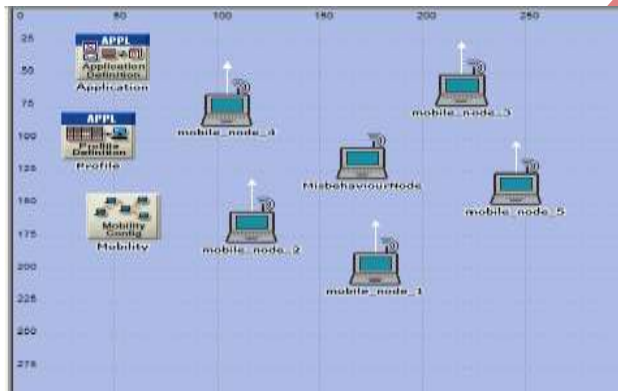 0 50 100 150 200 250
25
50
75
100
125
150
175
200
225
250
275
APPL
Application
Definition
Application
APPL
Profile
Definition
Profile
Mobility
Config
Mobility
mobile_node_4
mobile_node_3
MisbehaviourNode
mobile_node_5
mobile_node_2
mobile_node_1